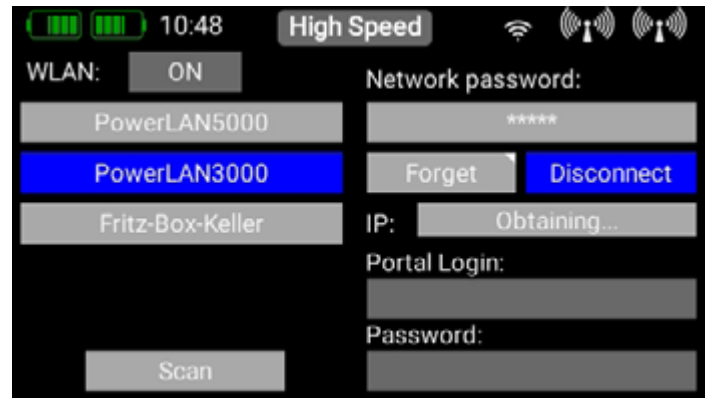 10:48 High Speed
WLAN: ON
PowerLAN5000
PowerLAN3000
Fritz-Box-Keller
Scan
Network password:
*****
Forget Disconnect
IP: Obtaining...
Portal Login:
Password: